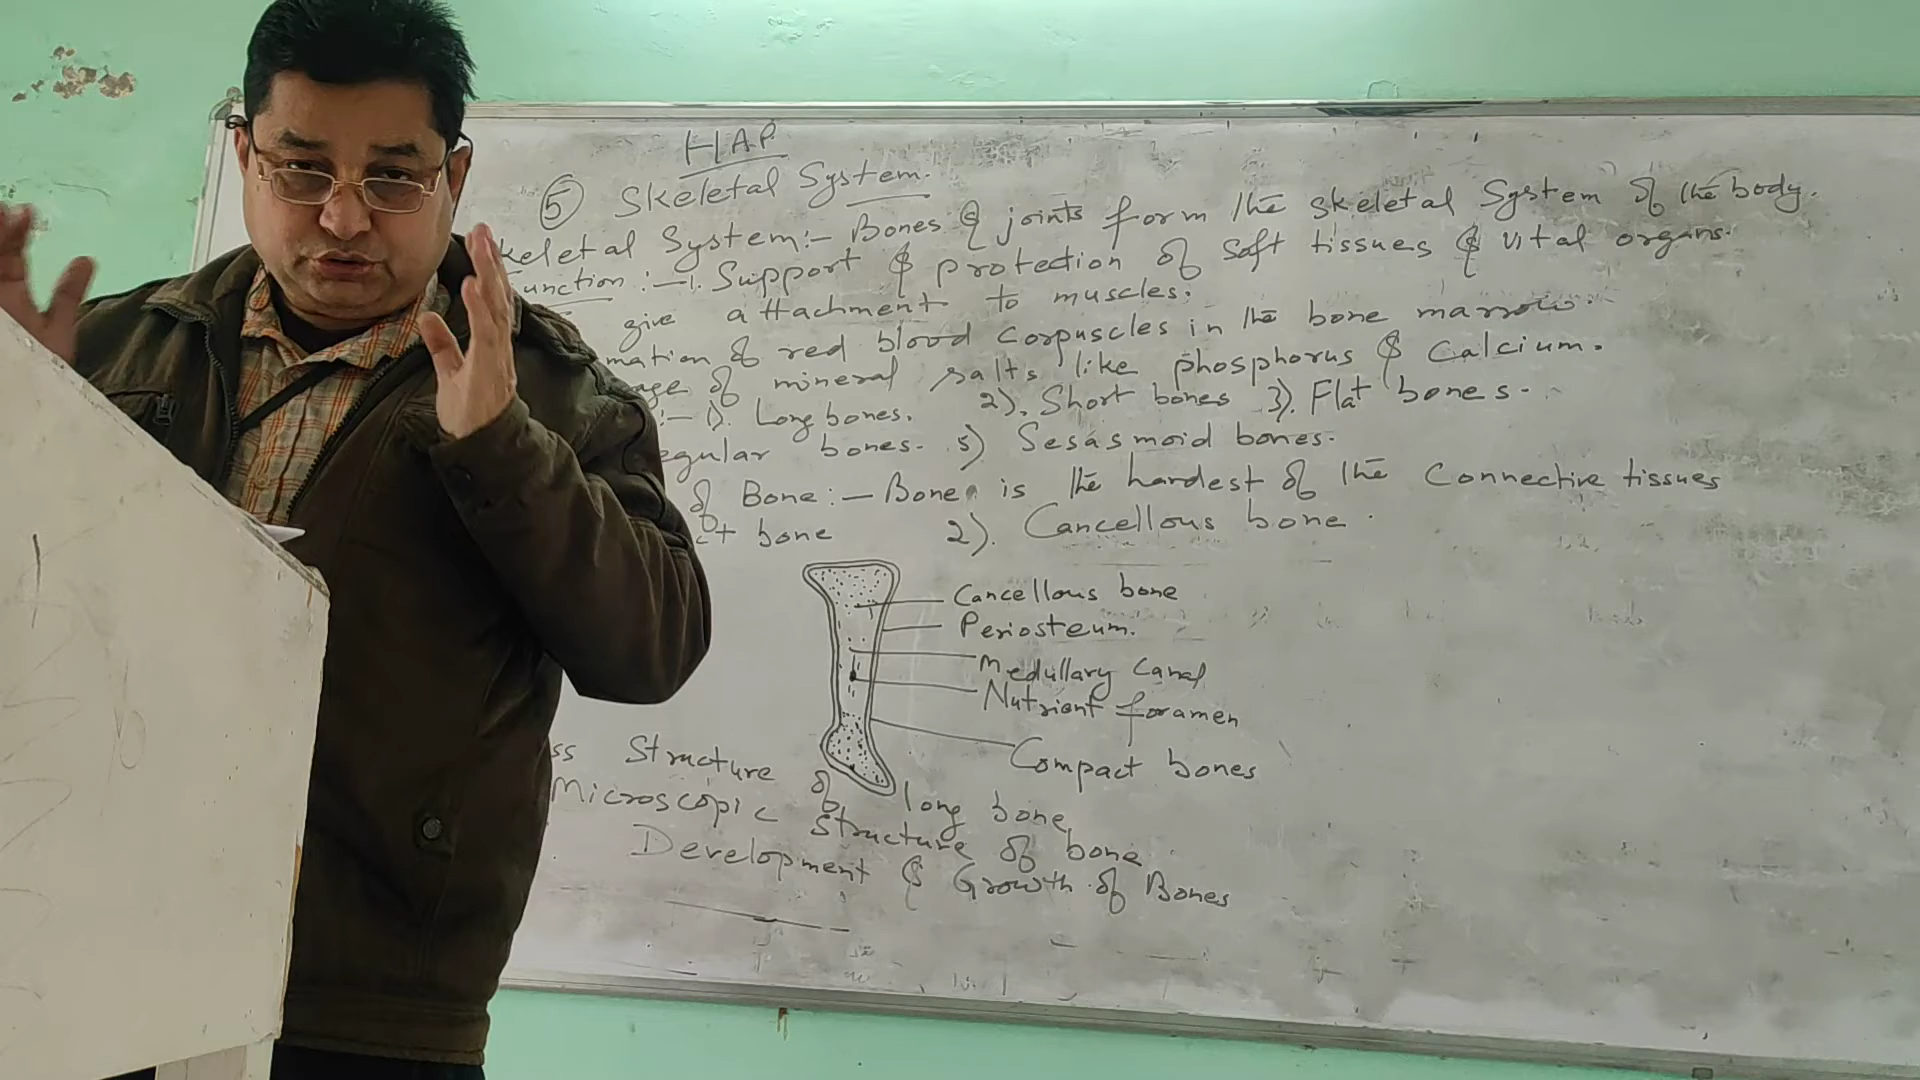 HAP
⑤ Skeletal System.
keletal System:- Bones & joints form the skeletal System of the body.
unction :-1. Support & protection of soft tissues & vital organs.
give attachment to muscles.
mation of red blood corpuscles in the bone marrow.
age of mineral salts like phosphorus & Calcium.
:- 1). Long bones. 2). Short bones 3). Flat bones.
egular bones. 5) Sesasmoid bones.
of Bone:- Bone is the hardest of the Connective tissues
ct bone 2). Cancellous bone.
Cancellous bone
Periosteum.
Medullary Canal
Nutrient foramen
Compact bones
ss Structure of long bone
Microscopic Structure of bone.
Development & Growth of Bones